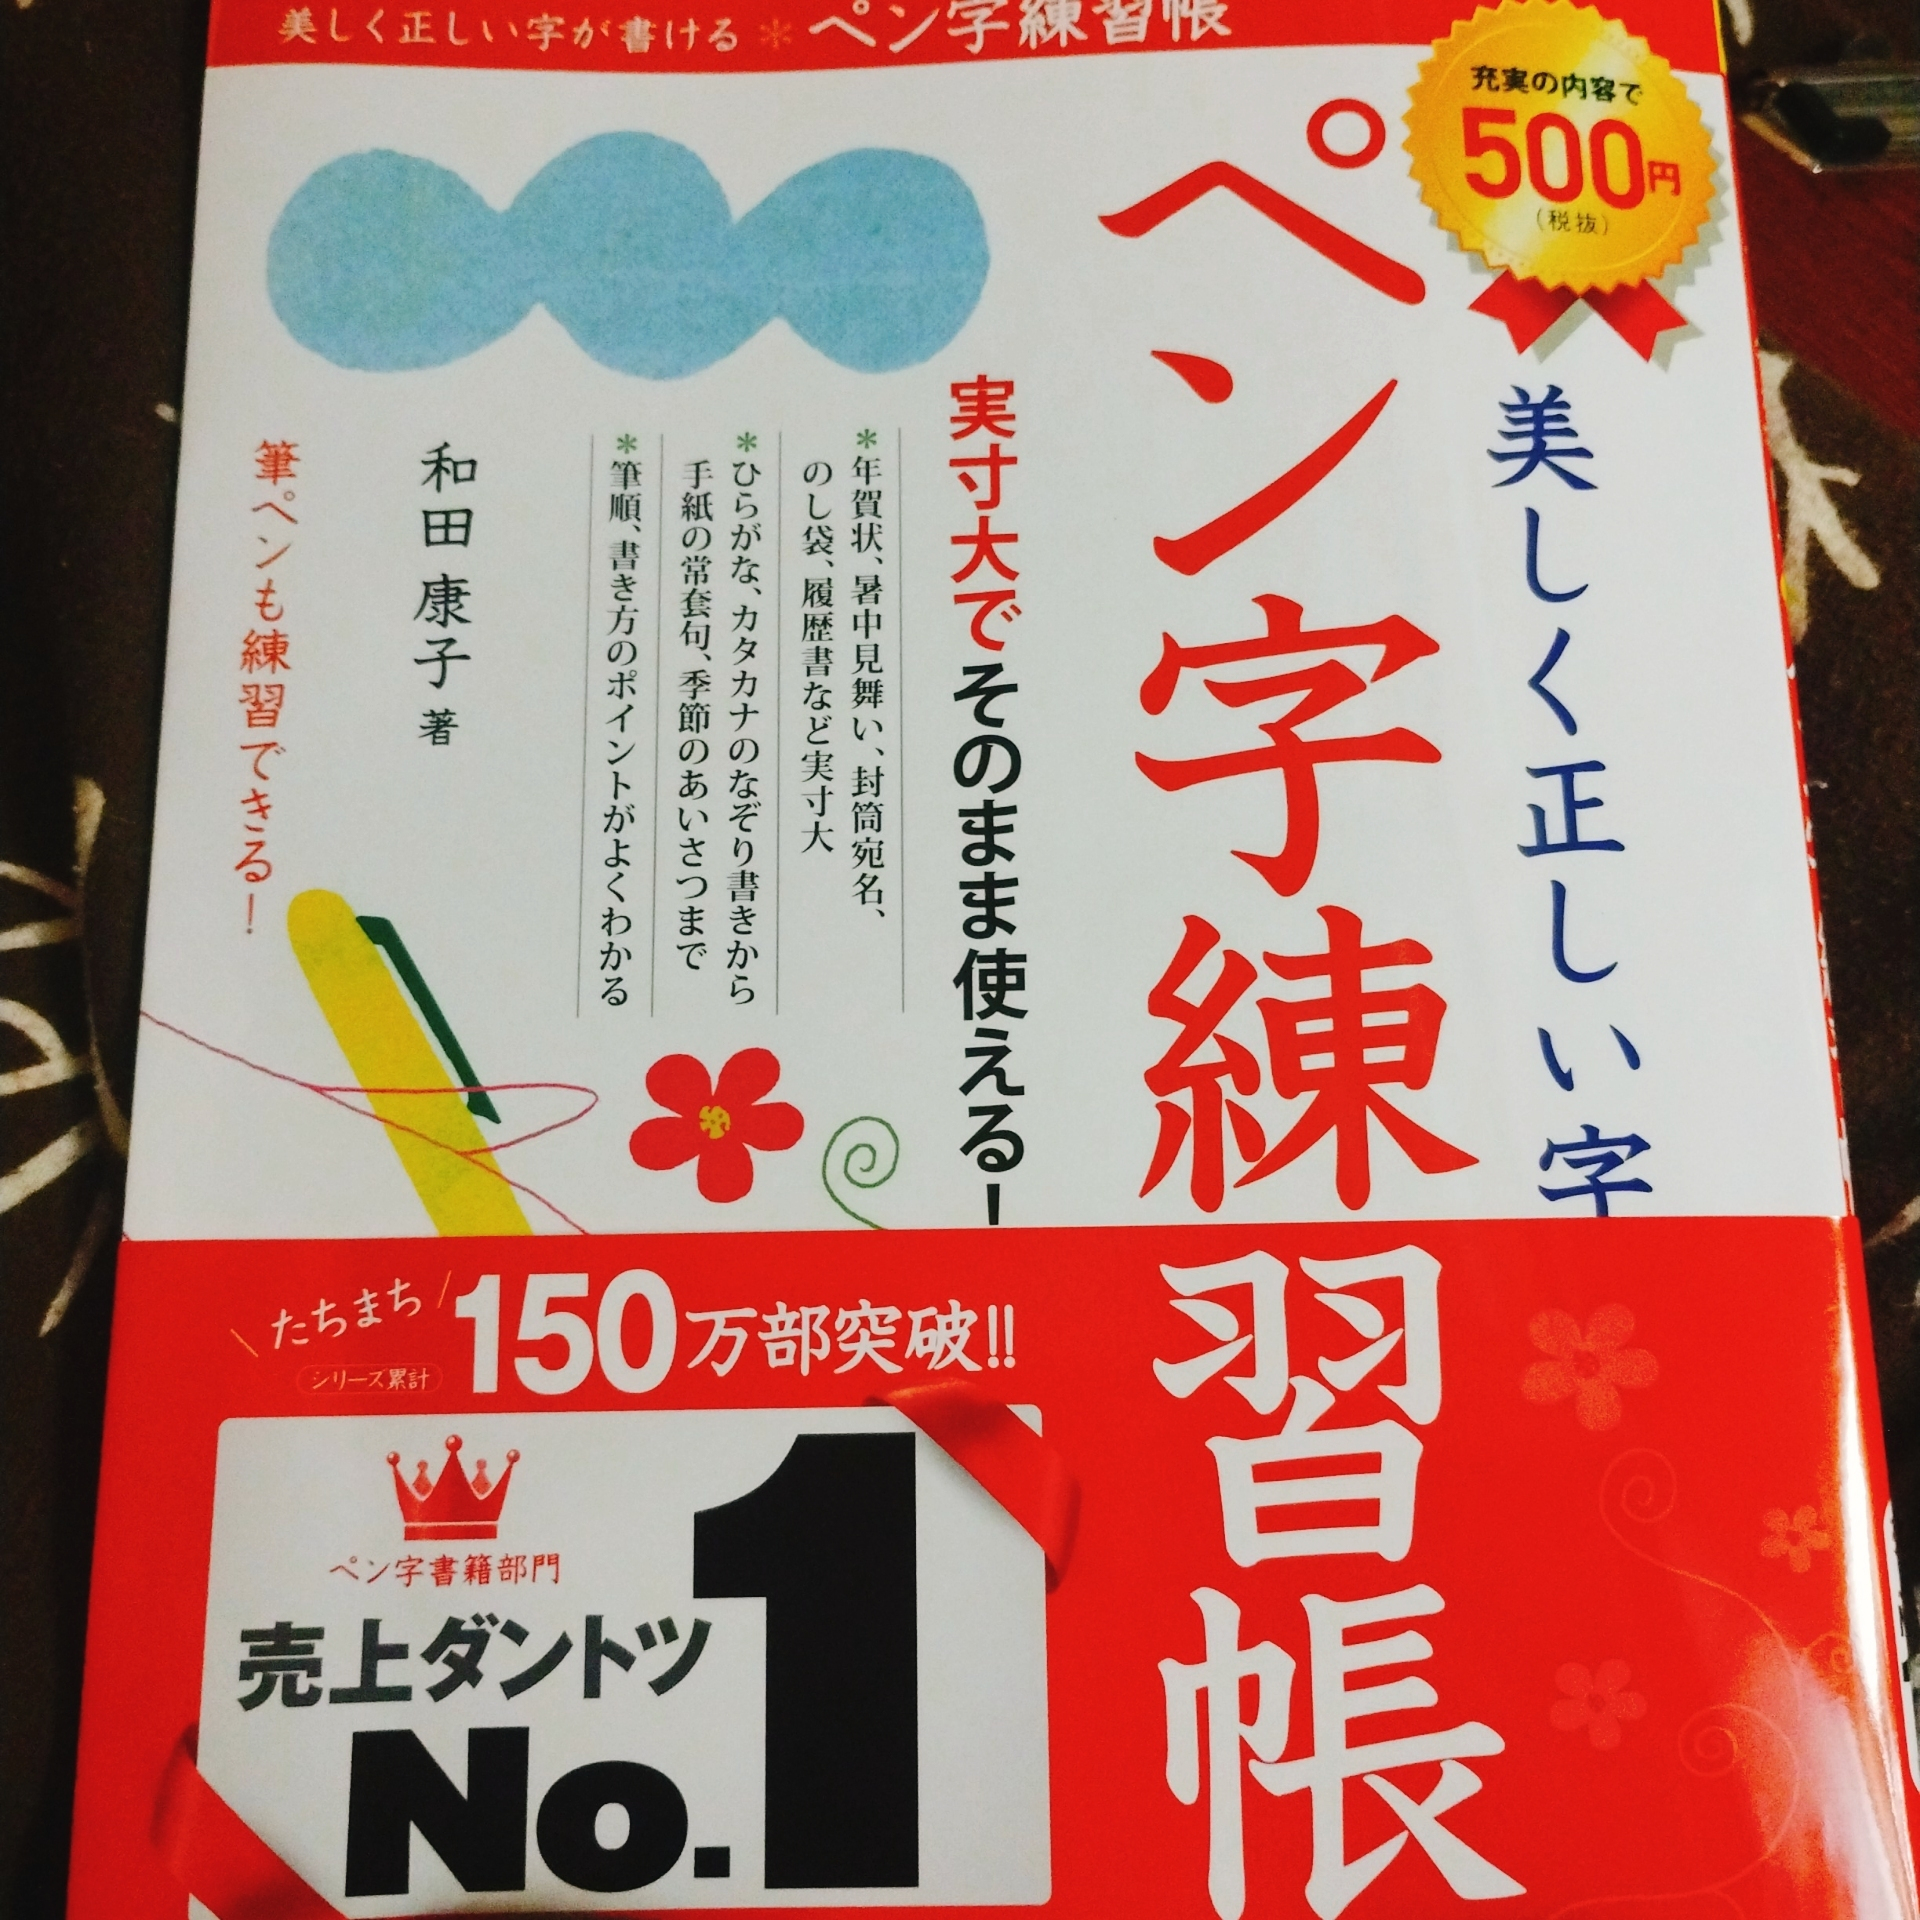 美しく正しい字が書ける＊ペン字練習帳
充実の内容で
500円
（税抜）
美しく正しい字
ペン字練習帳
実寸大でそのまま使える！
＊年賀状、暑中見舞い、封筒宛名、
のし袋、履歴書など実寸大
＊ひらがな、カタカナのなぞり書きから
手紙の常套句、季節のあいさつまで
＊筆順、書き方のポイントがよくわかる
和田康子 著
筆ペンも練習できる！
たちまち
シリーズ累計
150万部突破!!
ペン字書籍部門
売上ダントツ
No.1